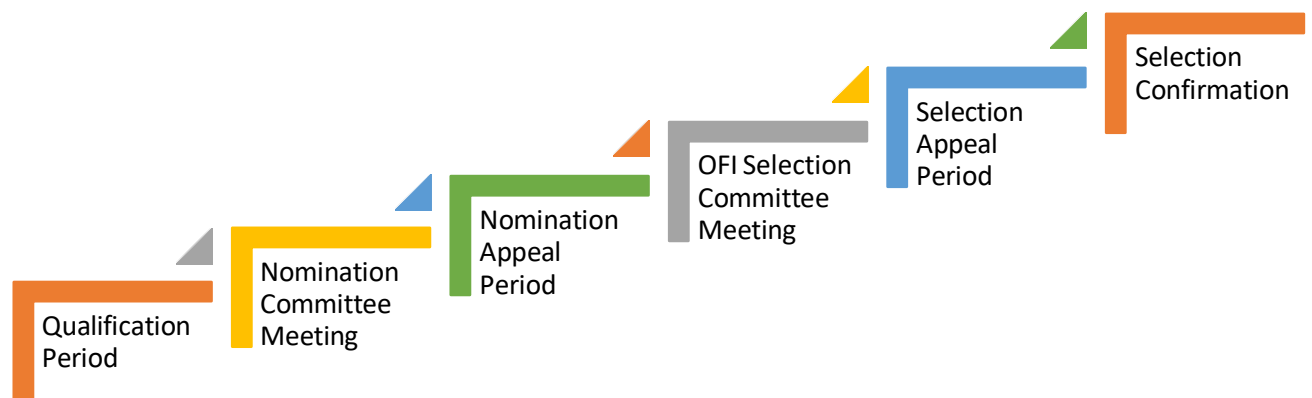 Qualification
Period
Nomination
Committee
Meeting
Nomination
Appeal
Period
OFI Selection
Committee
Meeting
Selection
Appeal
Period
Selection
Confirmation